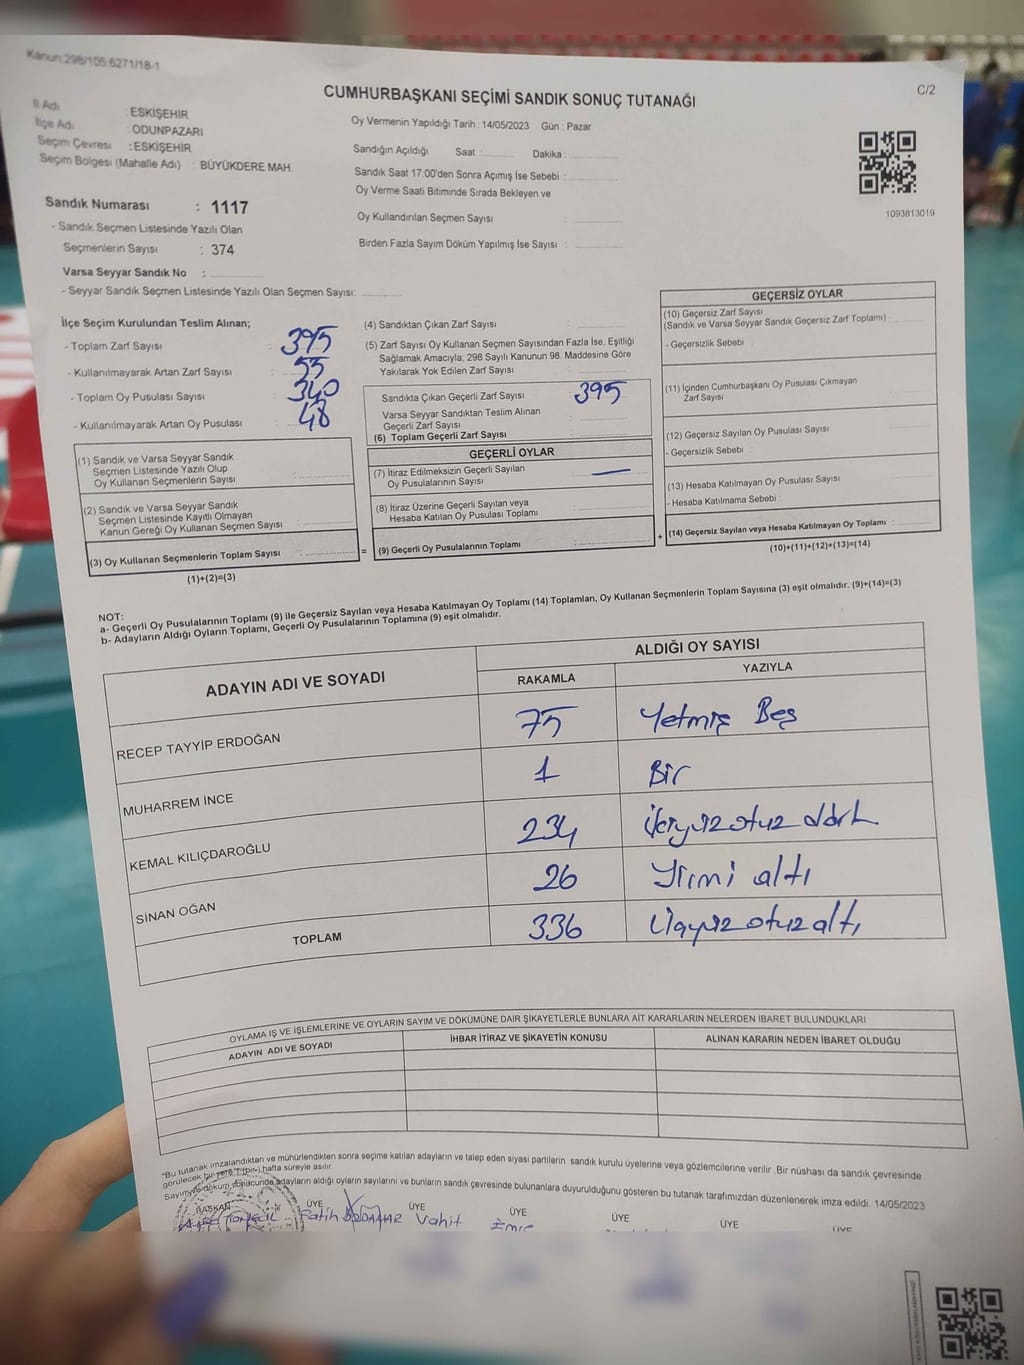 Kanun:298/105.6271/18-1
C/2
CUMHURBAŞKANI SEÇİMİ SANDIK SONUÇ TUTANAĞI
İl Adı : ESKİŞEHİR
İlçe Adı : ODUNPAZARI
Seçim Çevresi : ESKİŞEHİR
Seçim Bölgesi (Mahalle Adı) : BÜYÜKDERE MAH.
Sandık Numarası : 1117
- Sandık Seçmen Listesinde Yazılı Olan
Seçmenlerin Sayısı : 374
Varsa Seyyar Sandık No :
- Seyyar Sandık Seçmen Listesinde Yazılı Olan Seçmen Sayısı:
Oy Vermenin Yapıldığı Tarih : 14/05/2023 Gün : Pazar
Sandığın Açıldığı Saat : Dakika :
Sandık Saat 17:00'den Sonra Açımış İse Sebebi :
Oy Verme Saati Bitiminde Sırada Bekleyen ve
Oy Kullandırılan Seçmen Sayısı :
Birden Fazla Sayım Döküm Yapılmış İse Sayısı :
1093813019
İlçe Seçim Kurulundan Teslim Alınan;
- Toplam Zarf Sayısı : 395
- Kullanılmayarak Artan Zarf Sayısı : 55
- Toplam Oy Pusulası Sayısı : 340
- Kullanılmayarak Artan Oy Pusulası : 48
(1) Sandık ve Varsa Seyyar Sandık
Seçmen Listesinde Yazılı Olup
Oy Kullanan Seçmenlerin Sayısı :
(2) Sandık ve Varsa Seyyar Sandık
Seçmen Listesinde Kayıtlı Olmayan
Kanun Gereği Oy Kullanan Seçmen Sayısı :
(3) Oy Kullanan Seçmenlerin Toplam Sayısı :
(1)+(2)=(3)
=
(4) Sandıktan Çıkan Zarf Sayısı :
(5) Zarf Sayısı Oy Kullanan Seçmen Sayısından Fazla İse, Eşitliği
Sağlamak Amacıyla; 298 Sayılı Kanunun 98. Maddesine Göre
Yakılarak Yok Edilen Zarf Sayısı :
Sandıkta Çıkan Geçerli Zarf Sayısı : 395
Varsa Seyyar Sandıktan Teslim Alınan
Geçerli Zarf Sayısı :
(6) Toplam Geçerli Zarf Sayısı :
GEÇERLİ OYLAR
(7) İtiraz Edilmeksizin Geçerli Sayılan
Oy Pusulalarının Sayısı : —
(8) İtiraz Üzerine Geçerli Sayılan veya
Hesaba Katılan Oy Pusulası Toplamı :
(9) Geçerli Oy Pusulalarının Toplamı :
+
GEÇERSİZ OYLAR
(10) Geçersiz Zarf Sayısı
(Sandık ve Varsa Seyyar Sandık Geçersiz Zarf Toplamı) :
- Geçersizlik Sebebi :
(11) İçinden Cumhurbaşkanı Oy Pusulası Çıkmayan
Zarf Sayısı :
(12) Geçersiz Sayılan Oy Pusulası Sayısı :
- Geçersizlik Sebebi :
(13) Hesaba Katılmayan Oy Pusulası Sayısı :
- Hesaba Katılmama Sebebi :
(14) Geçersiz Sayılan veya Hesaba Katılmayan Oy Toplamı :
(10)+(11)+(12)+(13)=(14)
NOT:
a- Geçerli Oy Pusulalarının Toplamı (9) ile Geçersiz Sayılan veya Hesaba Katılmayan Oy Toplamı (14) Toplamları, Oy Kullanan Seçmenlerin Toplam Sayısına (3) eşit olmalıdır. (9)+(14)=(3)
b- Adayların Aldığı Oyların Toplamı, Geçerli Oy Pusulalarının Toplamına (9) eşit olmalıdır.
ADAYIN ADI VE SOYADI
ALDIĞI OY SAYISI
RAKAMLA YAZIYLA
RECEP TAYYİP ERDOĞAN 75 Yetmiş Beş
MUHARREM İNCE 1 Bir
KEMAL KILIÇDAROĞLU 234 ikiyüzotuz dört
SİNAN OĞAN 26 Yirmi altı
TOPLAM 336 Üçyüzotuzaltı
OYLAMA İŞ VE İŞLEMLERİNE VE OYLARIN SAYIM VE DÖKÜMÜNE DAİR ŞİKAYETLERLE BUNLARA AİT KARARLARIN NELERDEN İBARET BULUNDUKLARI
ADAYIN ADI VE SOYADI İHBAR İTİRAZ VE ŞİKAYETİN KONUSU ALINAN KARARIN NEDEN İBARET OLDUĞU
"Bu tutanak imzalandıktan ve mühürlendikten sonra seçime katılan adayların ve talep eden siyasi partilerin sandık kurulu üyelerine veya gözlemcilerine verilir. Bir nüshası da sandık çevresinde
görülecek bir yere 1 (bir) hafta süreyle asılır.
Sayım ve döküm sonucunda adayların aldığı oyların sayılarını ve bunların sandık çevresinde bulunanlara duyurulduğunu gösteren bu tutanak tarafımızdan düzenlenerek imza edildi. 14/05/2023
BAŞKAN ÜYE ÜYE ÜYE ÜYE ÜYE ÜYE
Fatih Vahit Emre